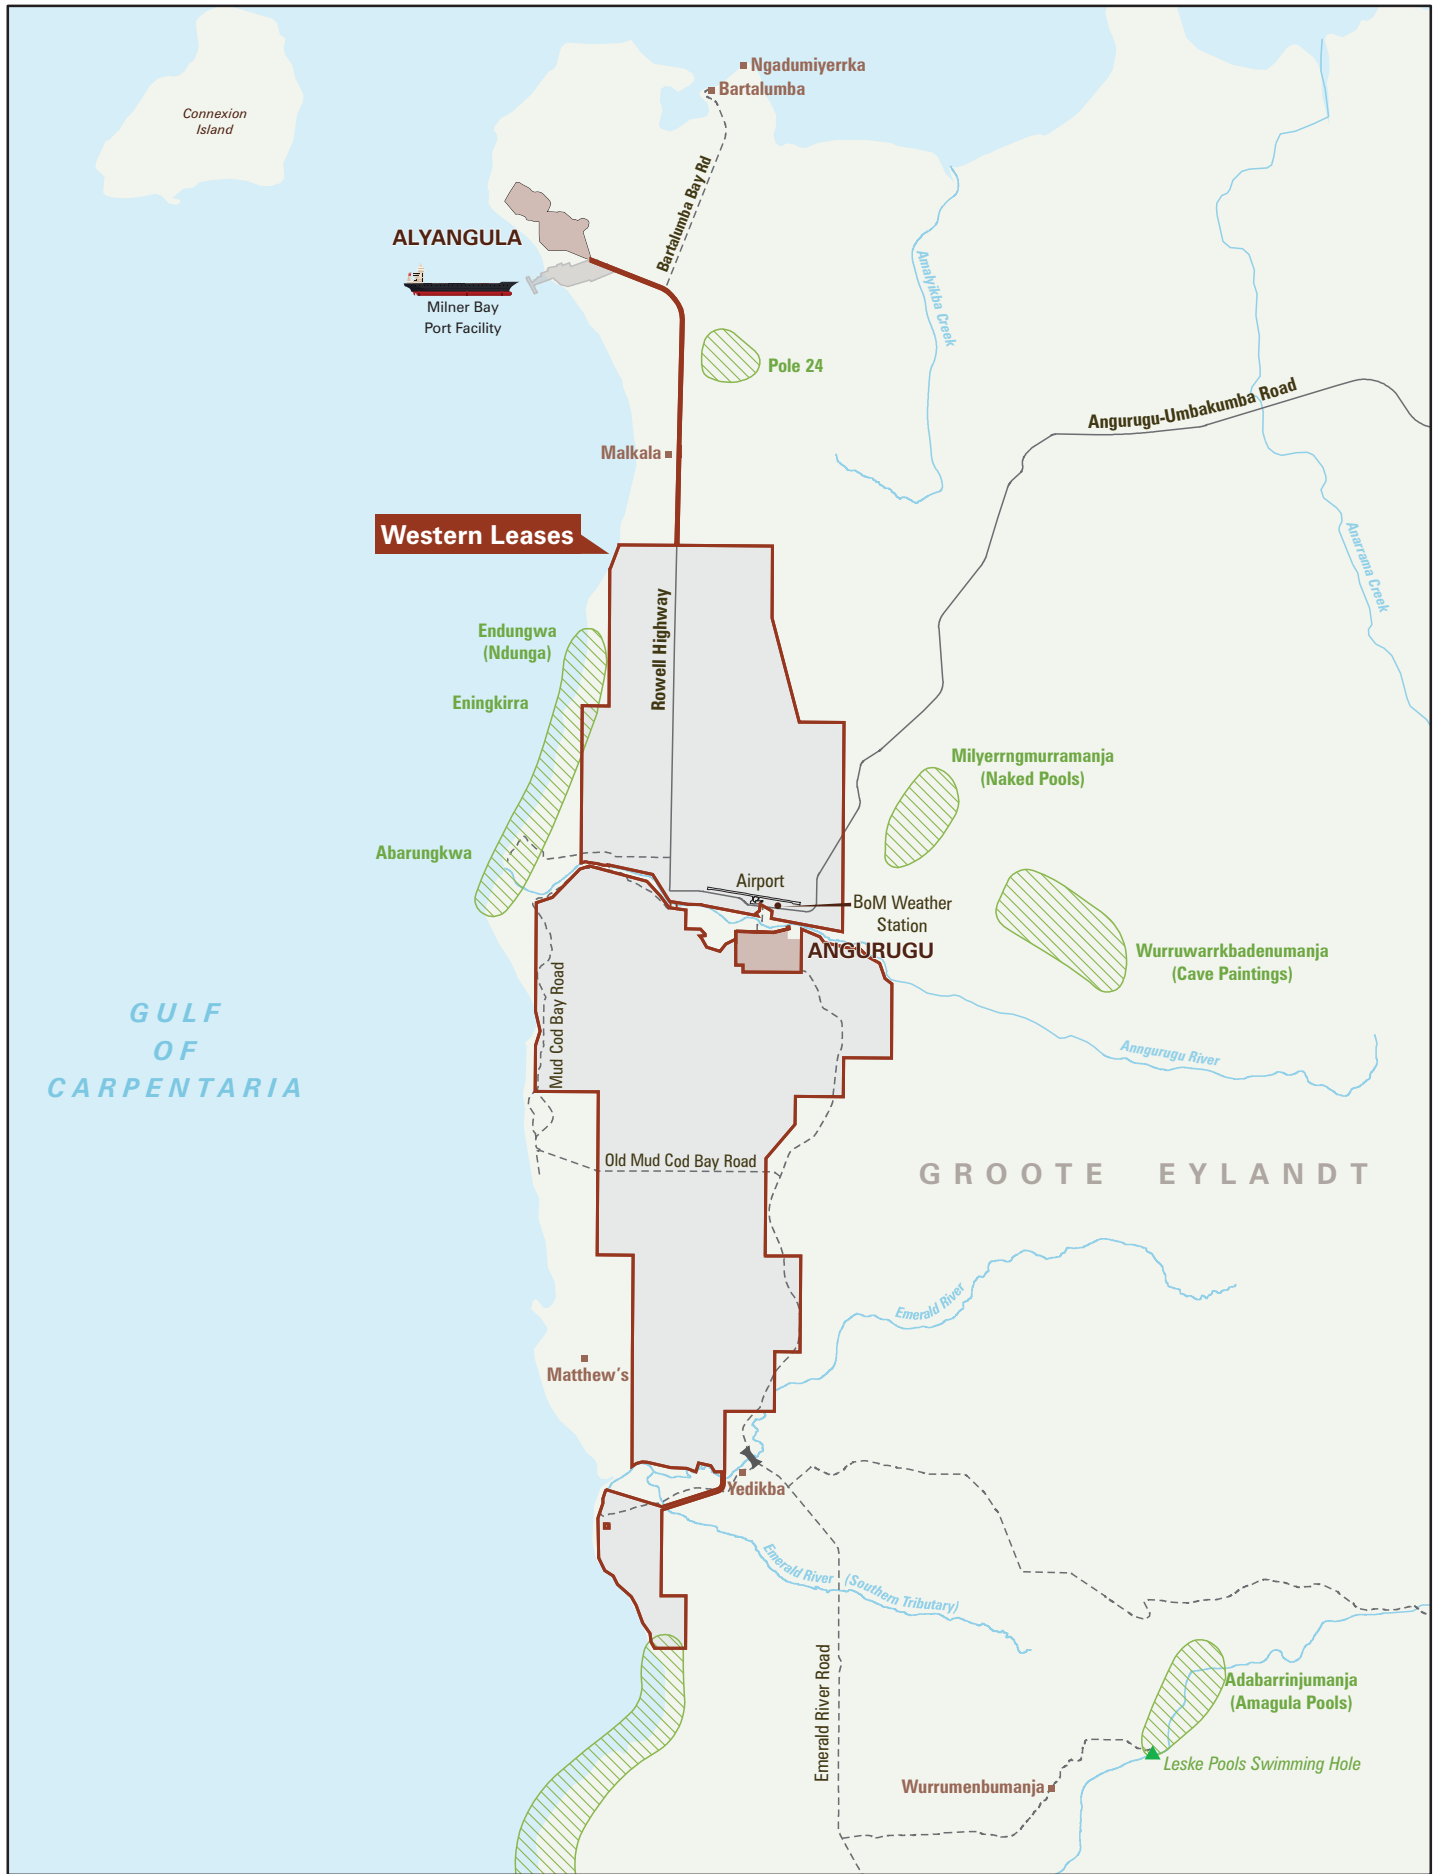 Ngadumiyerrka
Bartalumba
Connexion
Island
Bartalumba Bay Rd
ALYANGULA
Milner Bay
Port Facility
Amalyikba Creek
Pole 24
Angurugu-Umbakumba Road
Malkala
Western Leases
Anarrama Creek
Rowell Highway
Endungwa
(Ndunga)
Eningkirra
Milyerrngmurramanja
(Naked Pools)
Abarungkwa
Airport
BoM Weather
Station
ANGURUGU
Wurruwarrkbadenumanja
(Cave Paintings)
Mud Cod Bay Road
GULF
OF
CARPENTARIA
Anngurugu River
Old Mud Cod Bay Road
GROOTE EYLANDT
Emerald River
Matthew's
Yedikba
Emerald River (Southern Tributary)
Emerald River Road
Adabarrinjumanja
(Amagula Pools)
Leske Pools Swimming Hole
Wurrumenbumanja